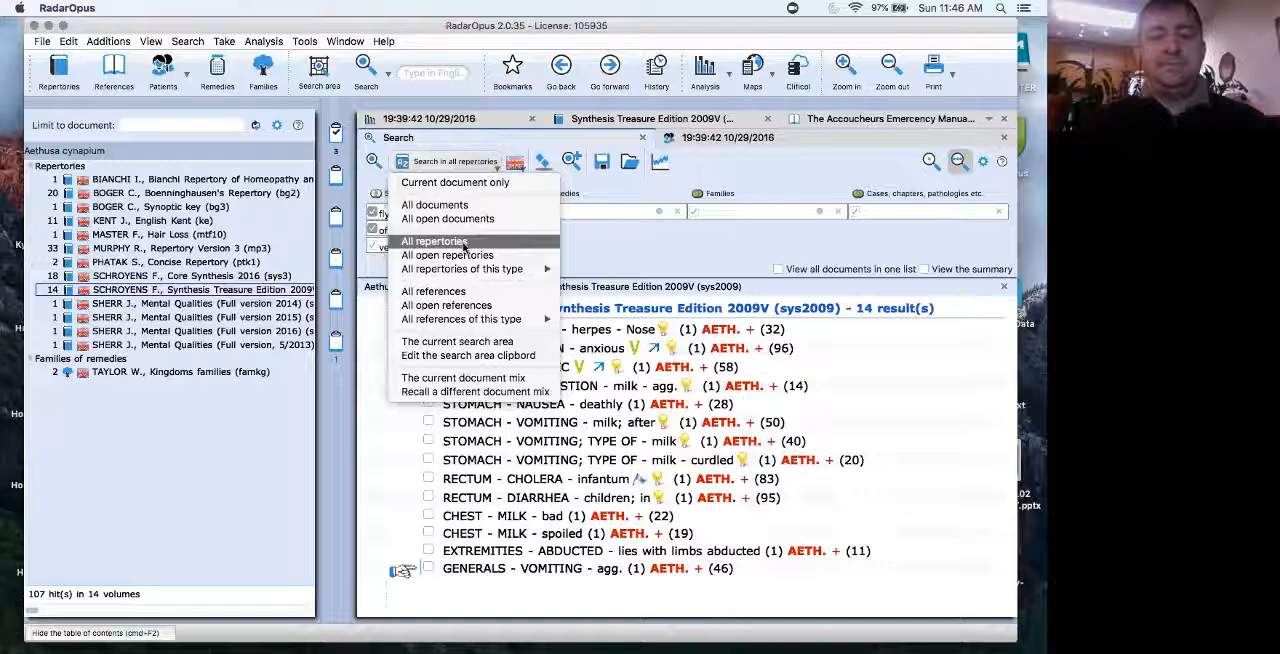 RadarOpus
97%
Sun 11:46 AM
RadarOpus 2.0.35 - License: 105935
File Edit Additions View Search Take Analysis Tools Window Help
Type in Engli...
Repertories References Patients Remedies Families Search area Search Bookmarks Go back Go forward History Analysis Maps Clificol Zoom in Zoom out Print
Limit to document:
Aethusa cynapium
Repertories
1 BIANCHI I., Bianchi Repertory of Homeopathy an
20 BOGER C., Boenninghausen's Repertory (bg2)
1 BOGER C., Synoptic key (bg3)
11 KENT J., English Kent (ke)
1 MASTER F., Hair Loss (mtf10)
33 MURPHY R., Repertory Version 3 (mp3)
1 PHATAK S., Concise Repertory (ptk1)
18 SCHROYENS F., Core Synthesis 2016 (sys3)
14 SCHROYENS F., Synthesis Treasure Edition 2009V
1 SHERR J., Mental Qualities (Full version 2014) (s
1 SHERR J., Mental Qualities (Full version 2015) (s
1 SHERR J., Mental Qualities (Full version 2016) (s
1 SHERR J., Mental Qualities (Full version, 5/2013)
Families of remedies
2 TAYLOR W., Kingdoms families (famkg)
107 hit(s) in 14 volumes
Hide the table of contents (cmd+F2)
3
1
19:39:42 10/29/2016
Synthesis Treasure Edition 2009V (...
The Accoucheurs Emercency Manua...
Search
19:39:42 10/29/2016
Search in all repertories
Current document only
All documents
All open documents
All repertories
All open repertories
All repertories of this type
All references
All open references
All references of this type
The current search area
Edit the search area clipbord
The current document mix
Recall a different document mix
Families
Cases, chapters, pathologies etc.
View all documents in one list
View the summary
nthesis Treasure Edition 2009V (sys2009)
nthesis Treasure Edition 2009V (sys2009) - 14 result(s)
- herpes - Nose (1) AETH. + (32)
- anxious (1) AETH. + (96)
(1) AETH. + (58)
STION - milk - agg. (1) AETH. + (14)
STOMACH - NAUSEA - deathly (1) AETH. + (28)
STOMACH - VOMITING - milk; after (1) AETH. + (50)
STOMACH - VOMITING; TYPE OF - milk (1) AETH. + (40)
STOMACH - VOMITING; TYPE OF - milk - curdled (1) AETH. + (20)
RECTUM - CHOLERA - infantum (1) AETH. + (83)
RECTUM - DIARRHEA - children; in (1) AETH. + (95)
CHEST - MILK - bad (1) AETH. + (22)
CHEST - MILK - spoiled (1) AETH. + (19)
EXTREMITIES - ABDUCTED - lies with limbs abducted (1) AETH. + (11)
GENERALS - VOMITING - agg. (1) AETH. + (46)
Data
.02
.pptx